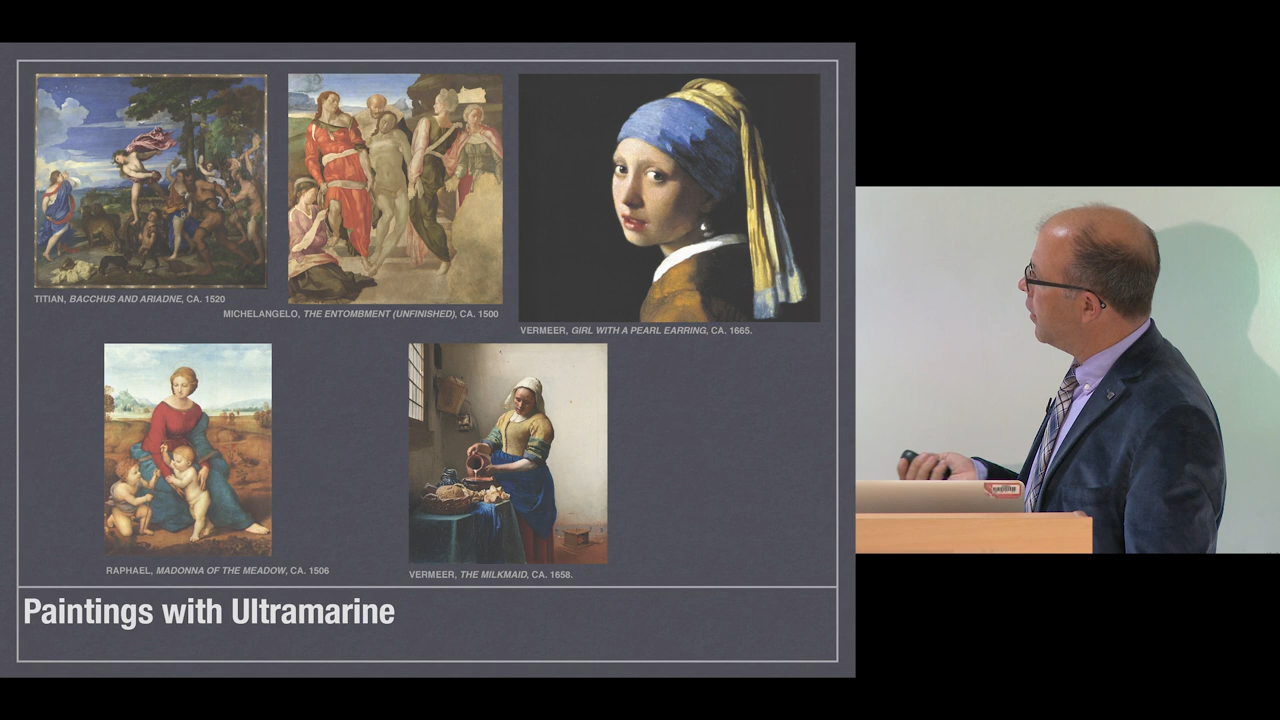 TITIAN, BACCHUS AND ARIADNE, CA. 1520
MICHELANGELO, THE ENTOMBMENT (UNFINISHED), CA. 1500
VERMEER, GIRL WITH A PEARL EARRING, CA. 1665.
RAPHAEL, MADONNA OF THE MEADOW, CA. 1506
VERMEER, THE MILKMAID, CA. 1658.
Paintings with Ultramarine